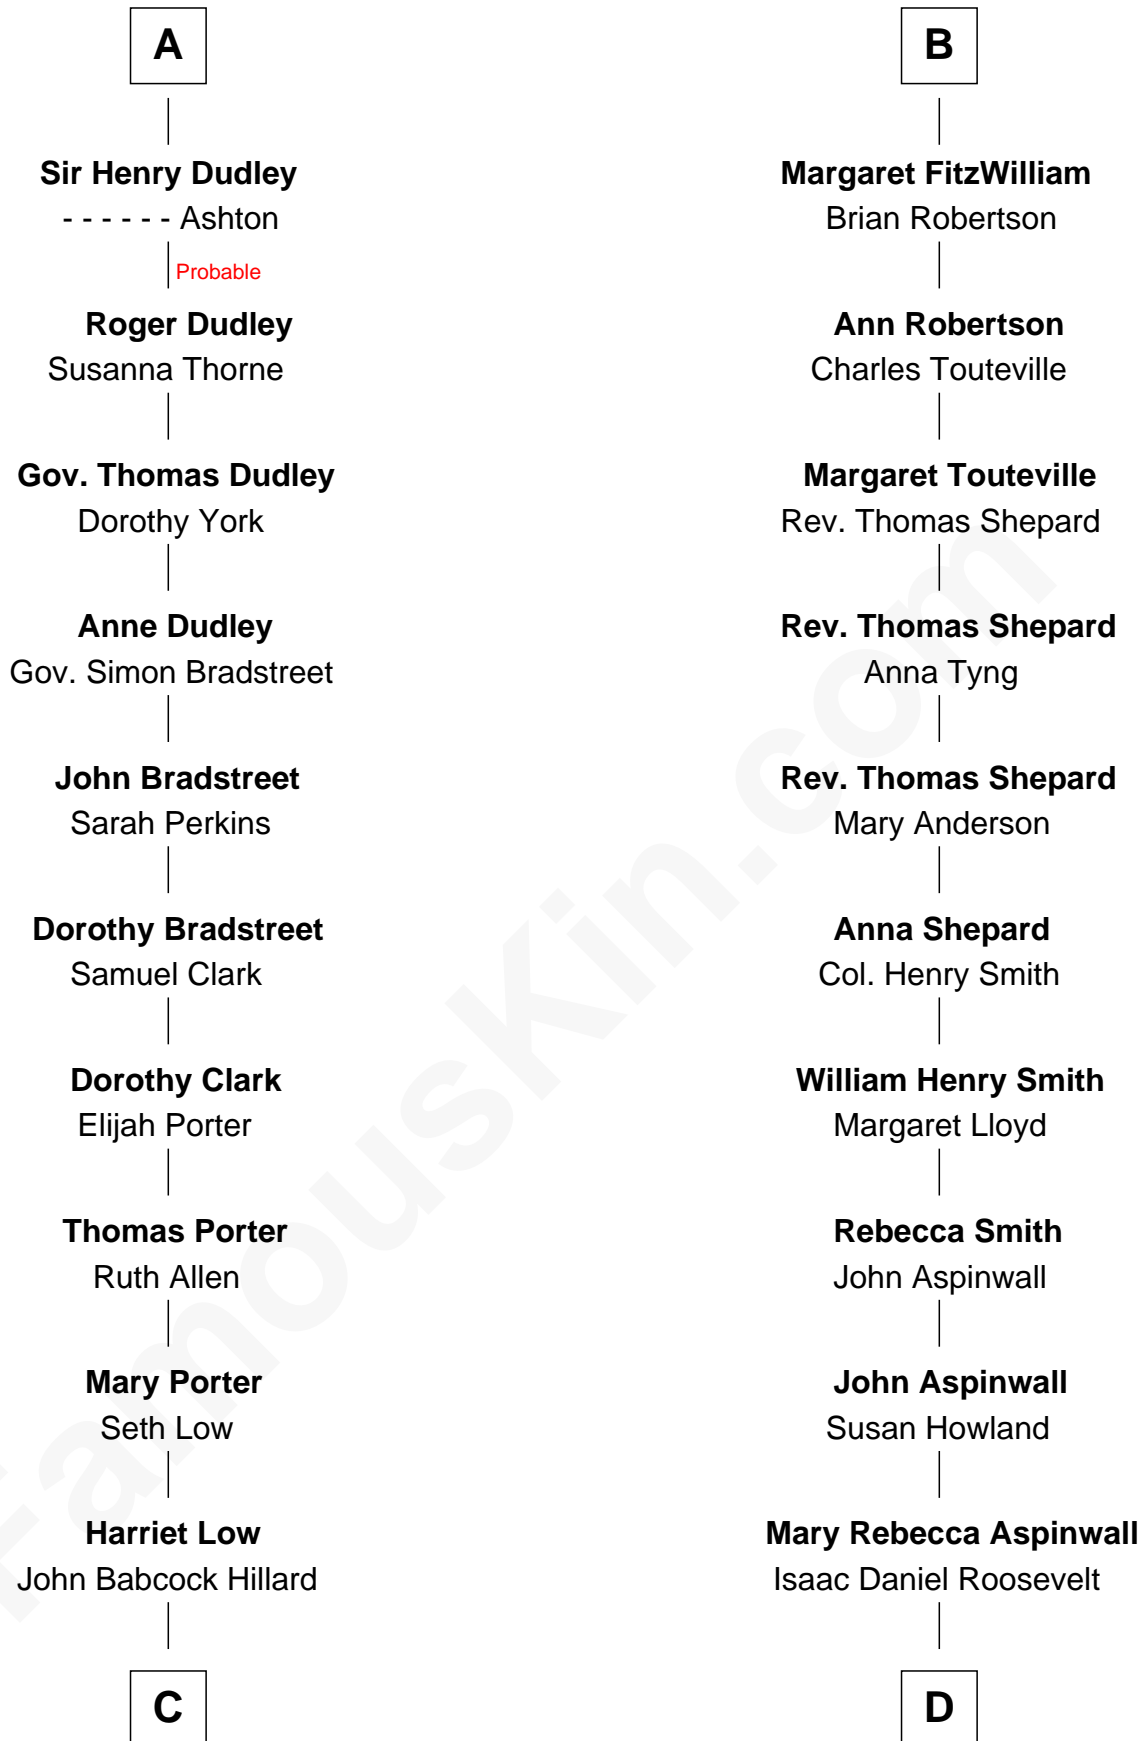 A
Sir Henry Dudley
- - - - - - Ashton
Probable
Roger Dudley
Susanna Thorne
Gov. Thomas Dudley
Dorothy York
Anne Dudley
Gov. Simon Bradstreet
John Bradstreet
Sarah Perkins
Dorothy Bradstreet
Samuel Clark
Dorothy Clark
Elijah Porter
Thomas Porter
Ruth Allen
Mary Porter
Seth Low
Harriet Low
John Babcock Hillard
C
B
Margaret FitzWilliam
Brian Robertson
Ann Robertson
Charles Touteville
Margaret Touteville
Rev. Thomas Shepard
Rev. Thomas Shepard
Anna Tyng
Rev. Thomas Shepard
Mary Anderson
Anna Shepard
Col. Henry Smith
William Henry Smith
Margaret Lloyd
Rebecca Smith
John Aspinwall
John Aspinwall
Susan Howland
Mary Rebecca Aspinwall
Isaac Daniel Roosevelt
D
FamousKin.com